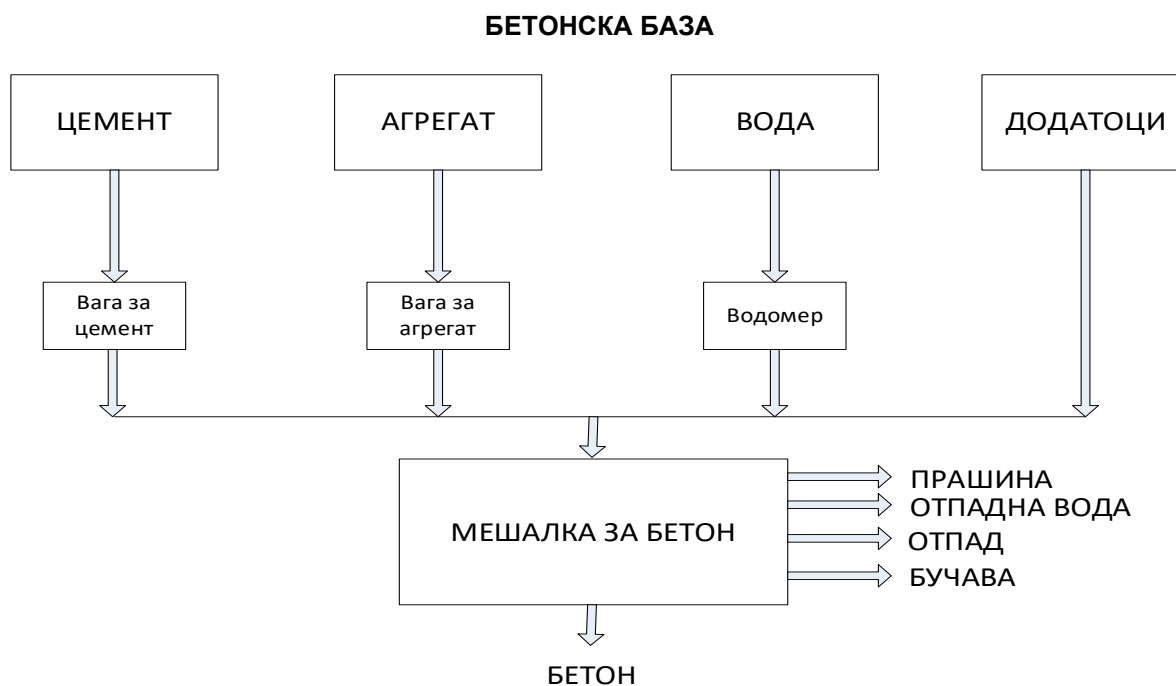 БЕТОНСКА БАЗА
ЦЕМЕНТ
АГРЕГАТ
ВОДА
ДОДАТОЦИ
Вага за
цемент
Вага за
агрегат
Водомер
МЕШАЛКА ЗА БЕТОН
ПРАШИНА
ОТПАДНА ВОДА
ОТПАД
БУЧАВА
БЕТОН